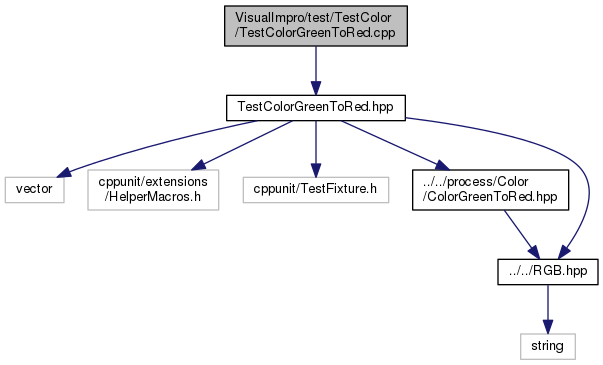 VisualImpro/test/TestColor
/TestColorGreenToRed.cpp
TestColorGreenToRed.hpp
vector
cppunit/extensions
/HelperMacros.h
cppunit/TestFixture.h
../../process/Color
/ColorGreenToRed.hpp
../../RGB.hpp
string